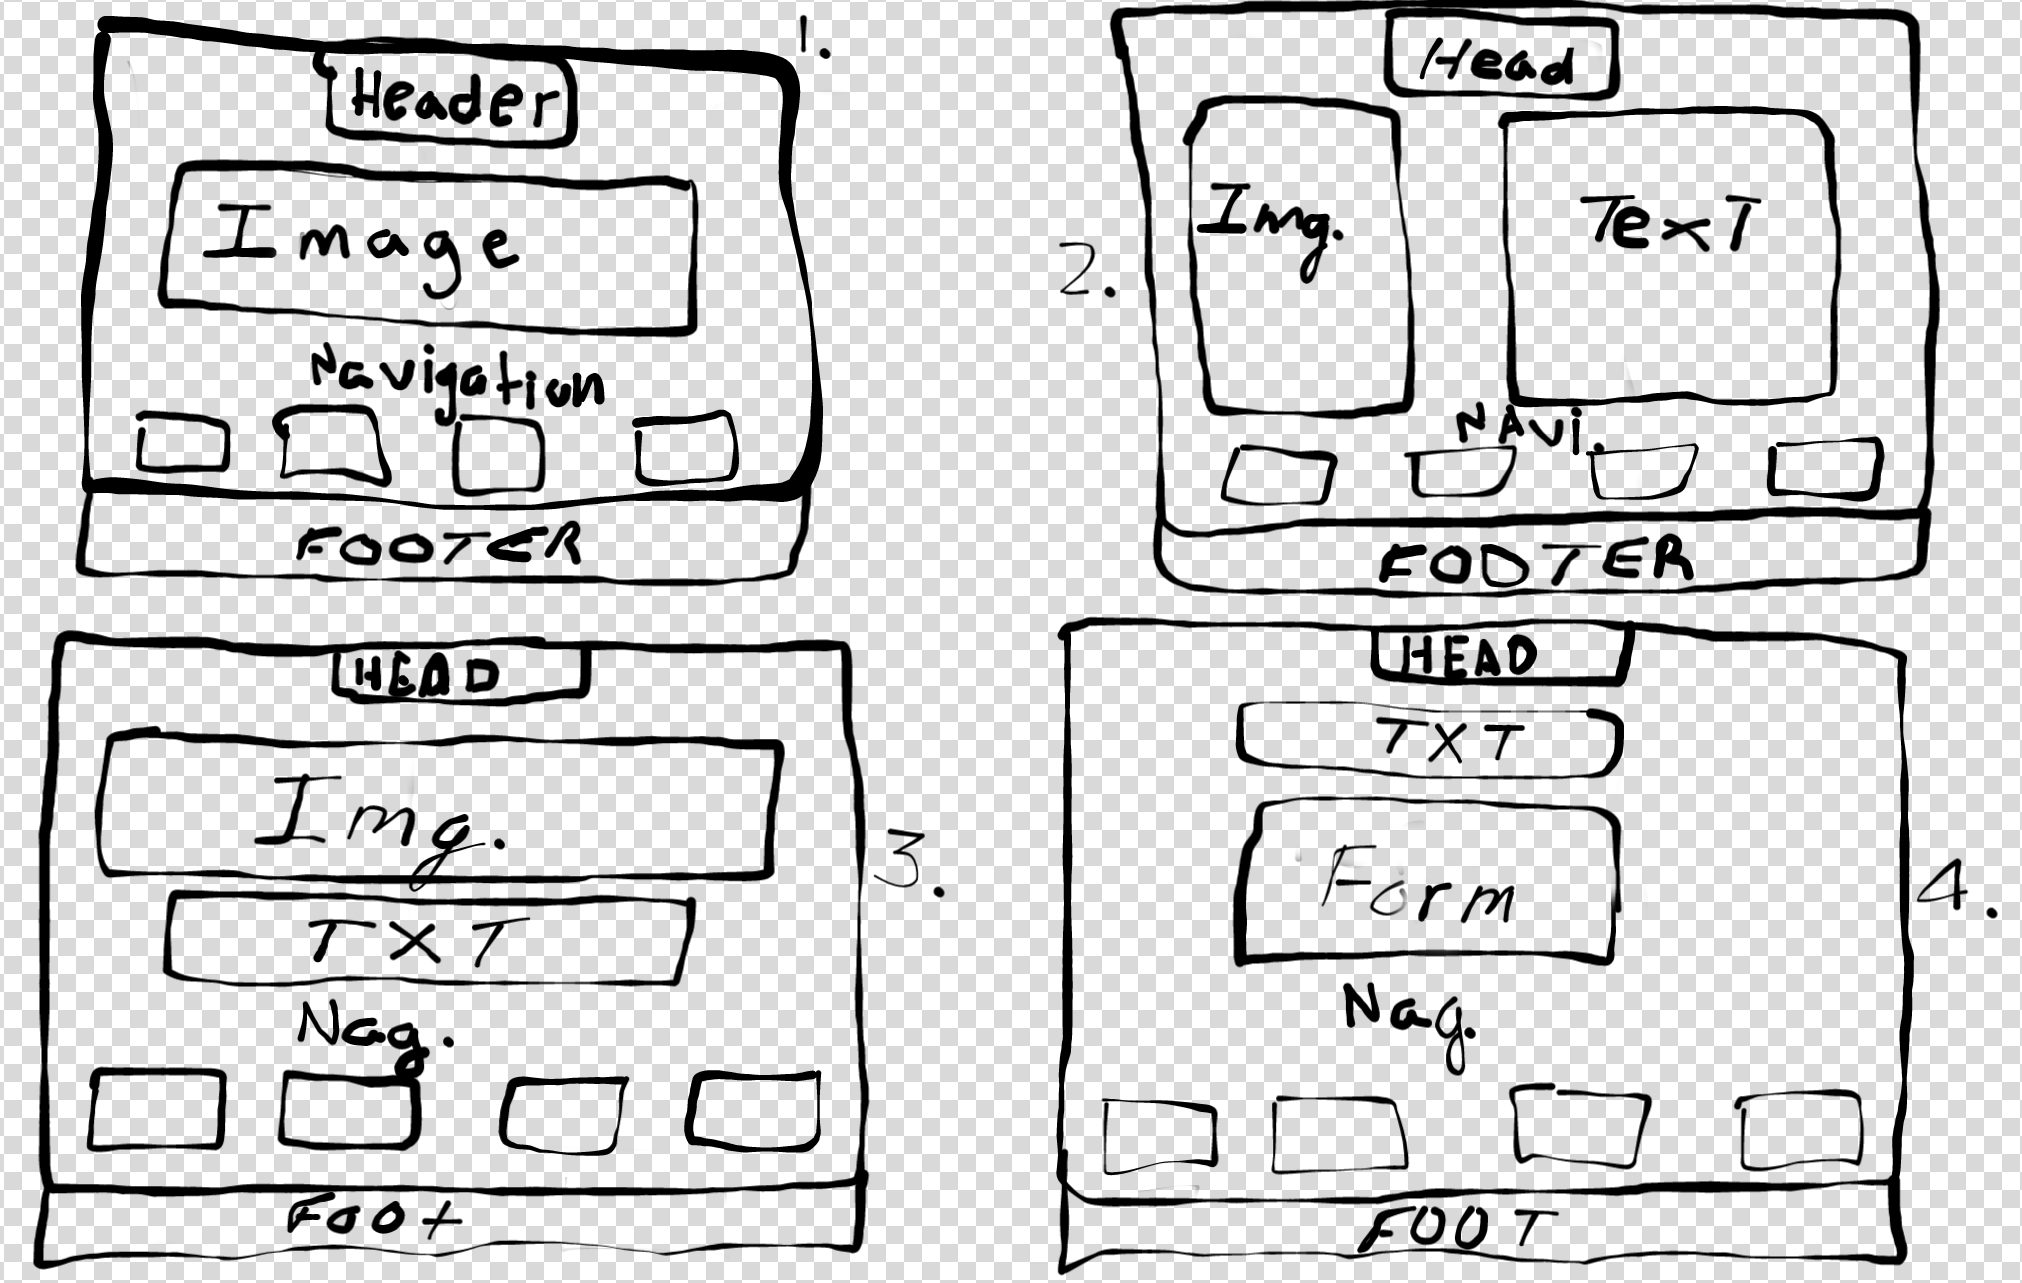 1.
Header
Image
Navigation
FOOTER
2.
Head
Img.
TexT
NAvi.
FOOTER
3.
HEAD
Img.
TXT
Nag.
Foot
4.
HEAD
TXT
Form
Nag.
FOOT